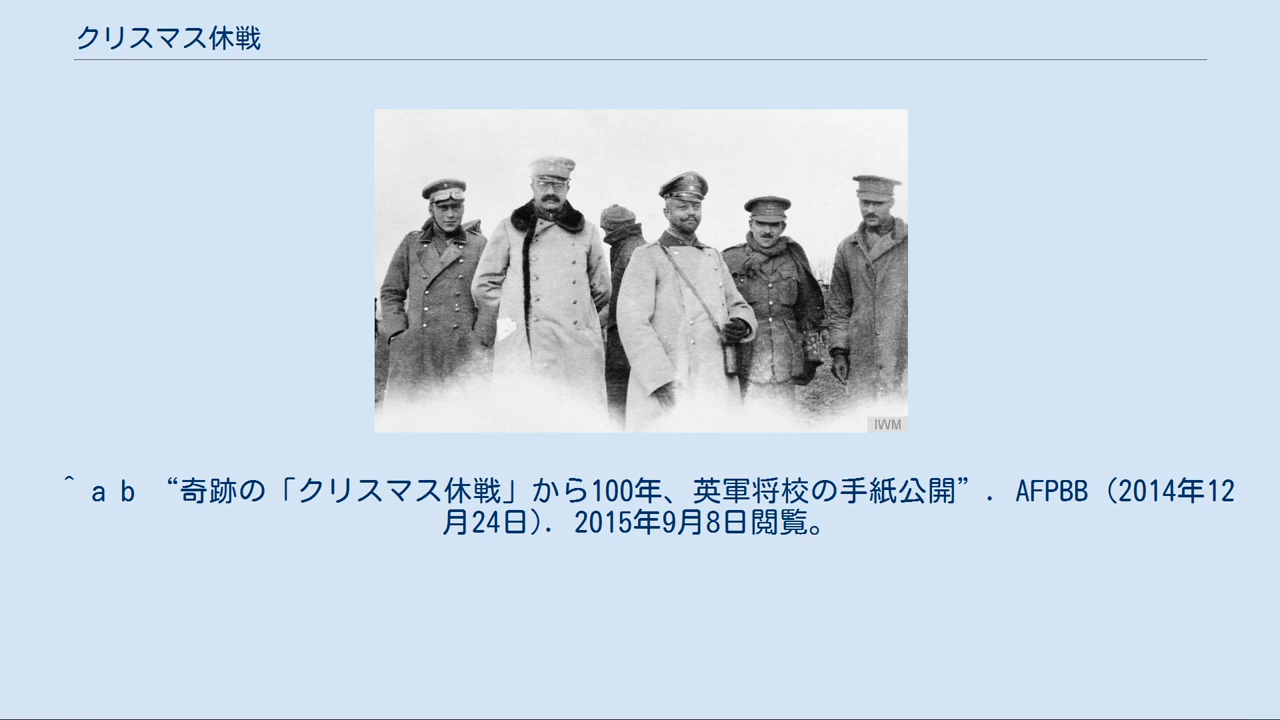 クリスマス休戦
IWM
^ a b “奇跡の「クリスマス休戦」から100年、英軍将校の手紙公開”. AFPBB (2014年12
月24日). 2015年9月8日閲覧。